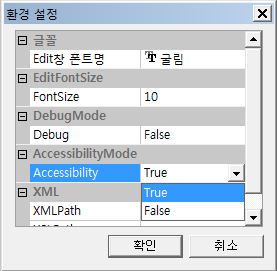 환경 설정
글꼴
Edit창 폰트명 굴림
EditFontSize
FontSize 10
DebugMode
Debug False
AccessibilityMode
Accessibility True
XML True
XMLPath False
확인 취소